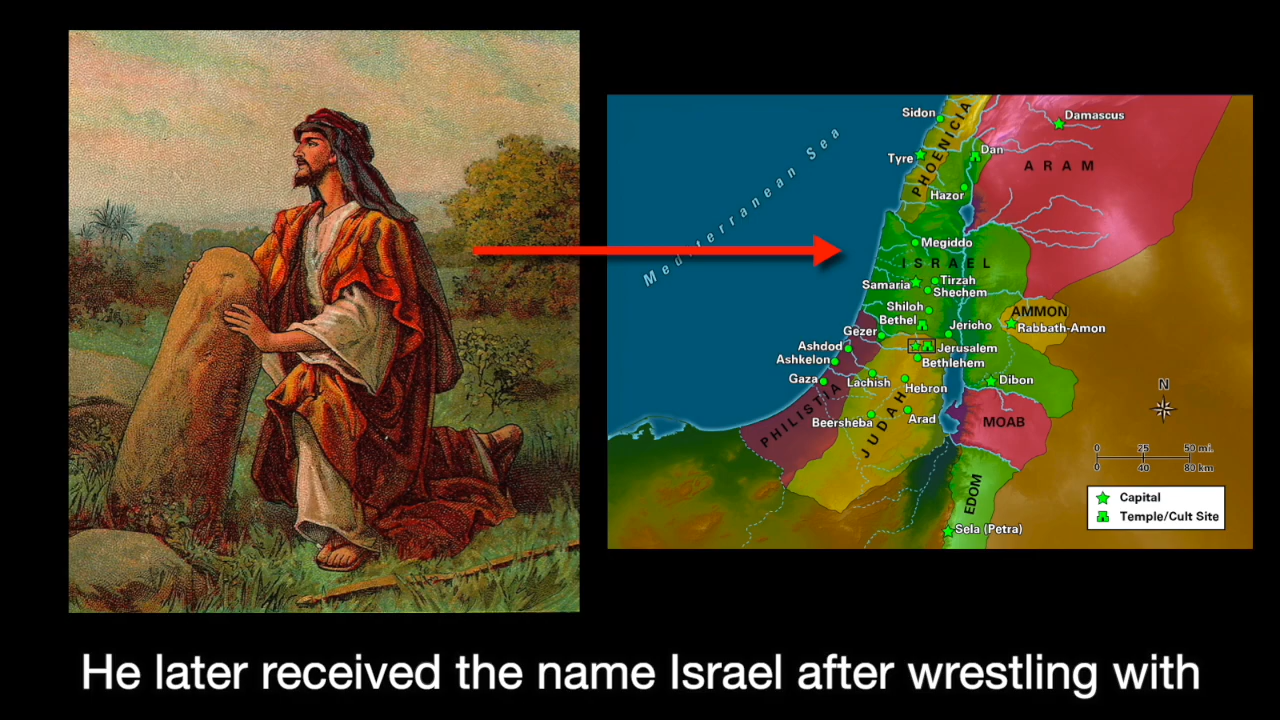 Sidon
PHOENICIA
Damascus
Tyre
Dan
ARAM
Hazor
Mediterranean Sea
Megiddo
ISRAEL
Samaria
Tirzah
Shechem
Shiloh
Bethel
AMMON
Rabbath-Amon
Gezer
Jericho
Ashdod
Jerusalem
Ashkelon
Bethlehem
Gaza
Lachish
Hebron
Dibon
PHILISTIA
JUDAH
Beersheba
Arad
MOAB
N
0 25 50 mi.
0 40 80 km
EDOM
Capital
Temple/Cult Site
Sela (Petra)
He later received the name Israel after wrestling with